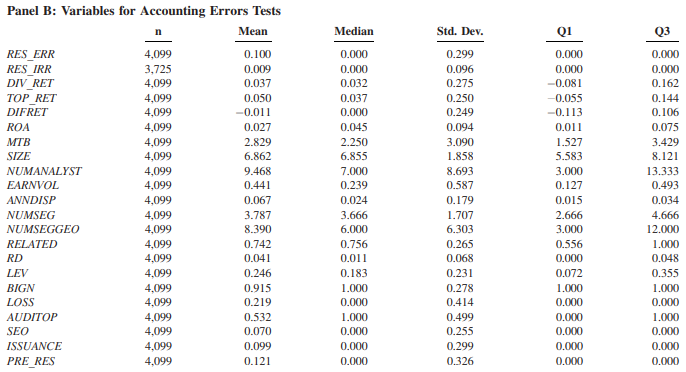 Panel B: Variables for Accounting Errors Tests
n Mean Median Std. Dev. Q1 Q3
RES_ERR 4,099 0.100 0.000 0.299 0.000 0.000
RES_IRR 3,725 0.009 0.000 0.096 0.000 0.000
DIV_RET 4,099 0.037 0.032 0.275 −0.081 0.162
TOP_RET 4,099 0.050 0.037 0.250 −0.055 0.144
DIFRET 4,099 −0.011 0.000 0.249 −0.113 0.106
ROA 4,099 0.027 0.045 0.094 0.011 0.075
MTB 4,099 2.829 2.250 3.090 1.527 3.429
SIZE 4,099 6.862 6.855 1.858 5.583 8.121
NUMANALYST 4,099 9.468 7.000 8.693 3.000 13.333
EARNVOL 4,099 0.441 0.239 0.587 0.127 0.493
ANNDISP 4,099 0.067 0.024 0.179 0.015 0.034
NUMSEG 4,099 3.787 3.666 1.707 2.666 4.666
NUMSEGGEO 4,099 8.390 6.000 6.303 3.000 12.000
RELATED 4,099 0.742 0.756 0.265 0.556 1.000
RD 4,099 0.041 0.011 0.068 0.000 0.048
LEV 4,099 0.246 0.183 0.231 0.072 0.355
BIGN 4,099 0.915 1.000 0.278 1.000 1.000
LOSS 4,099 0.219 0.000 0.414 0.000 0.000
AUDITOP 4,099 0.532 1.000 0.499 0.000 1.000
SEO 4,099 0.070 0.000 0.255 0.000 0.000
ISSUANCE 4,099 0.099 0.000 0.299 0.000 0.000
PRE_RES 4,099 0.121 0.000 0.326 0.000 0.000